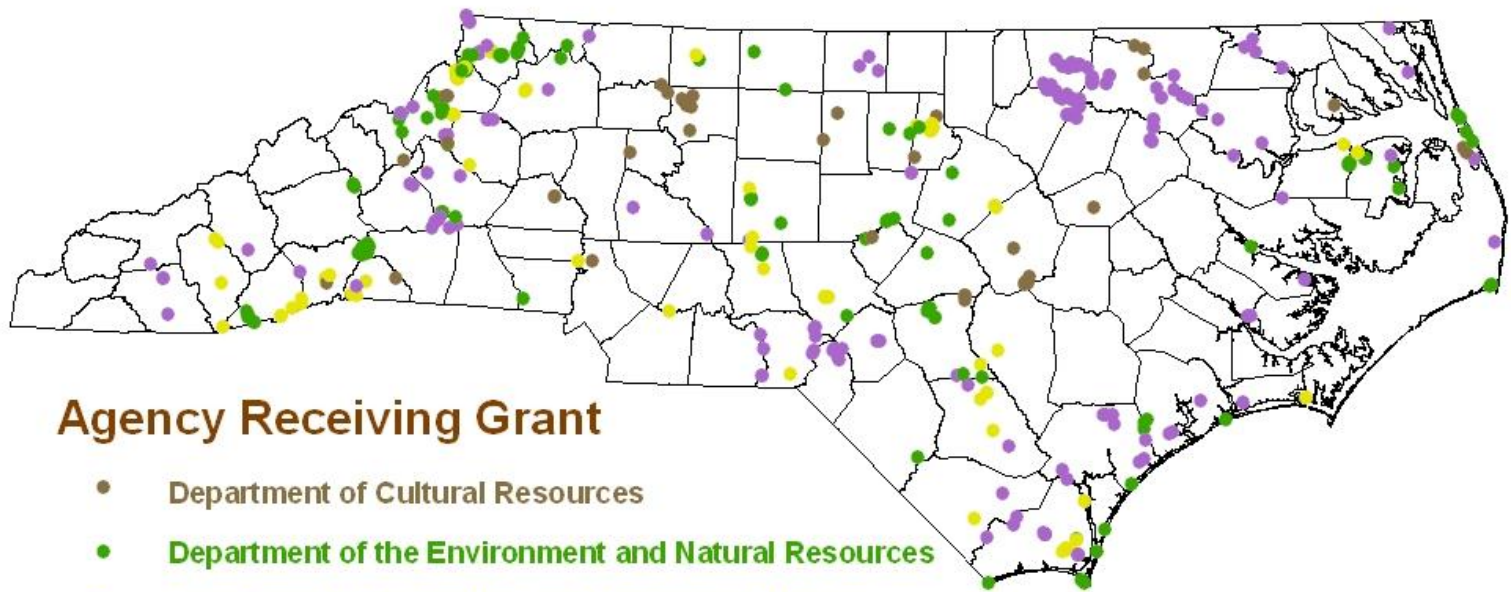 Agency Receiving Grant
Department of Cultural Resources
Department of the Environment and Natural Resources